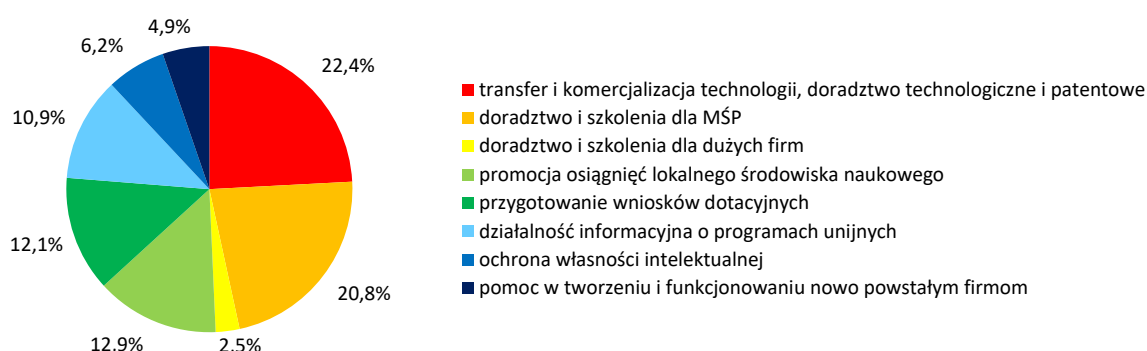 4,9%
6,2%
22,4%
10,9%
12,1%
20,8%
12,9%
2,5%
transfer i komercjalizacja technologii, doradztwo technologiczne i patentowe
doradztwo i szkolenia dla MŚP
doradztwo i szkolenia dla dużych firm
promocja osiągnięć lokalnego środowiska naukowego
przygotowanie wniosków dotacyjnych
działalność informacyjna o programach unijnych
ochrona własności intelektualnej
pomoc w tworzeniu i funkcjonowaniu nowo powstałym firmom